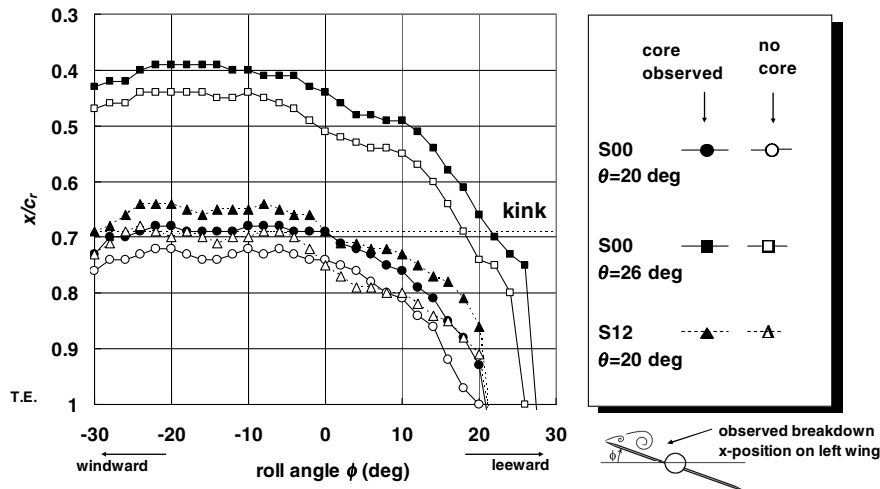 0.3
0.4
0.5
0.6
0.7
0.8
0.9
1
x/cr
T.E.
kink
-30 -20 -10 0 10 20 30
windward
roll angle ϕ (deg)
leeward
core observed
no core
S00
θ=20 deg
S00
θ=26 deg
S12
θ=20 deg
ϕ
observed breakdown
x-position on left wing